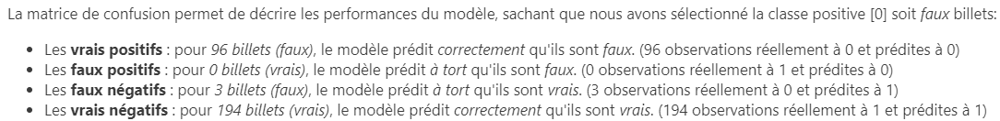 La matrice de confusion permet de décrire les performances du modèle, sachant que nous avons sélectionné la classe positive [0] soit faux billets:
• Les vrais positifs : pour 96 billets (faux), le modèle prédit correctement qu'ils sont faux. (96 observations réellement à 0 et prédites à 0)
• Les faux positifs : pour 0 billets (vrais), le modèle prédit à tort qu'ils sont faux. (0 observations réellement à 1 et prédites à 0)
• Les faux négatifs : pour 3 billets (faux), le modèle prédit à tort qu'ils sont vrais. (3 observations réellement à 0 et prédites à 1)
• Les vrais négatifs : pour 194 billets (vrais), le modèle prédit correctement qu'ils sont vrais. (194 observations réellement à 1 et prédites à 1)